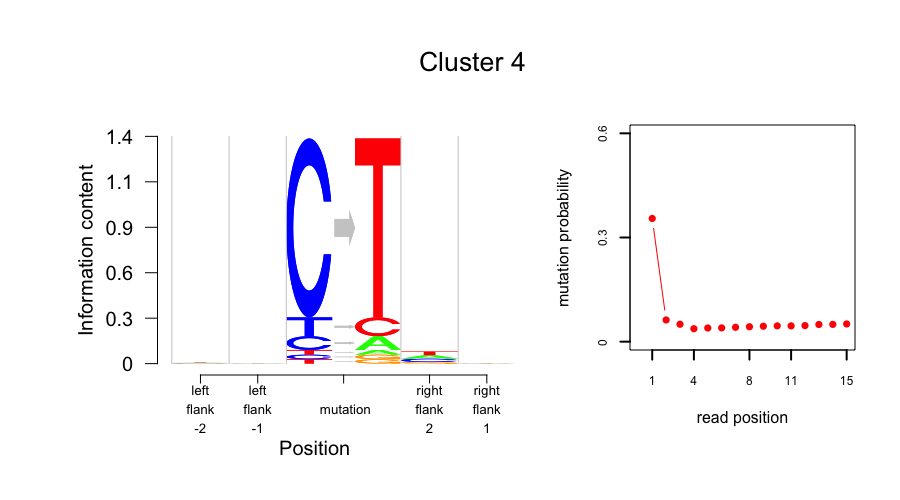 Cluster 4
Information content
1.4
1.1
0.9
0.6
0.3
0
C T
T C
C A
left flank -2
left flank -1
mutation
right flank 2
right flank 1
Position
mutation probability
0.6
0.3
0
1 4 8 11 15
read position